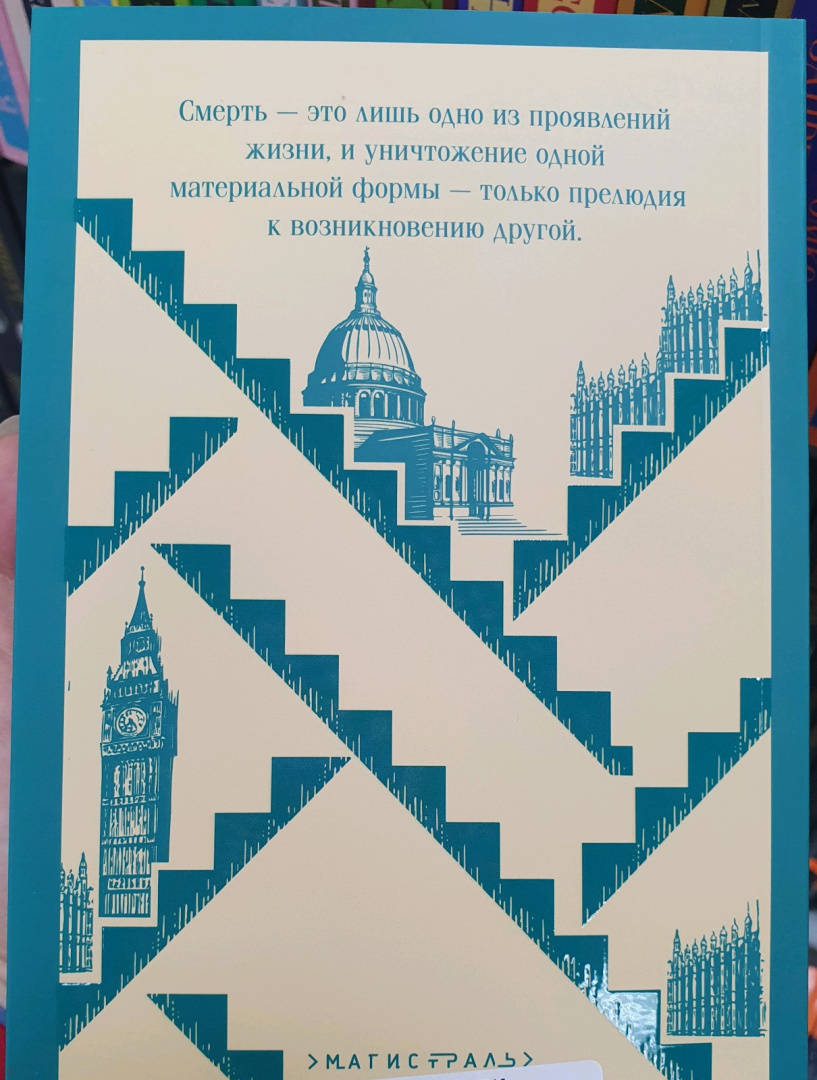 Смерть — это лишь одно из проявлений
жизни, и уничтожение одной
материальной формы — только прелюдия
к возникновению другой.
>МАГИСТРАЛЬ>